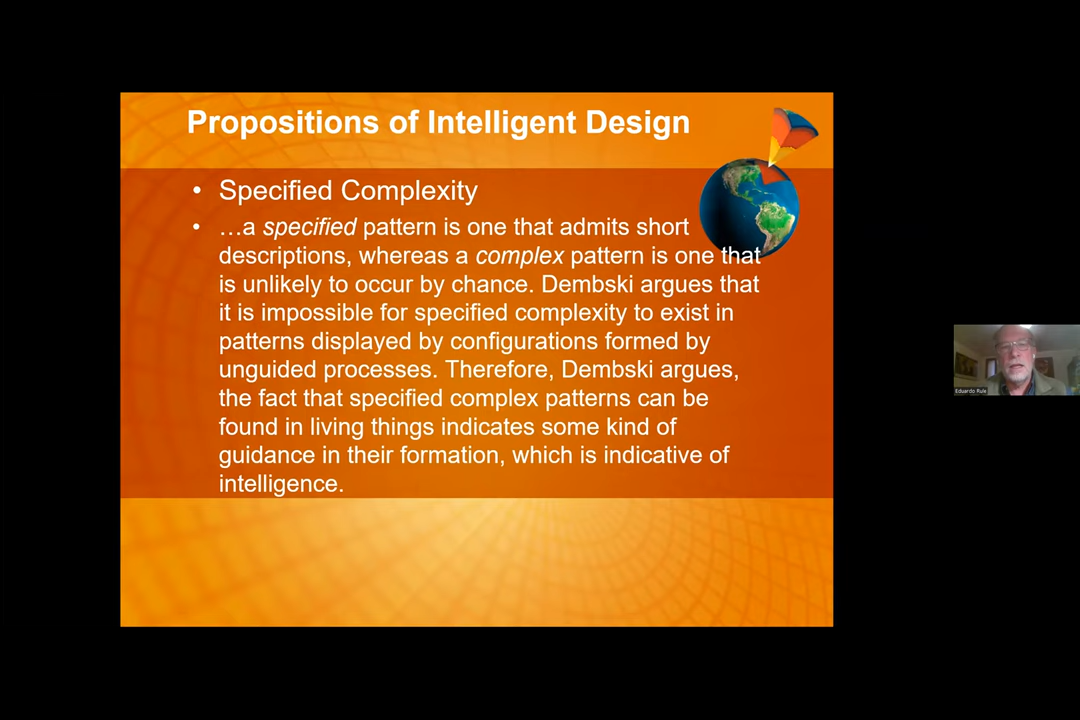 Propositions of Intelligent Design
• Specified Complexity
• …a specified pattern is one that admits short
descriptions, whereas a complex pattern is one that
is unlikely to occur by chance. Dembski argues that
it is impossible for specified complexity to exist in
patterns displayed by configurations formed by
unguided processes. Therefore, Dembski argues,
the fact that specified complex patterns can be
found in living things indicates some kind of
guidance in their formation, which is indicative of
intelligence.
Eduardo Rule